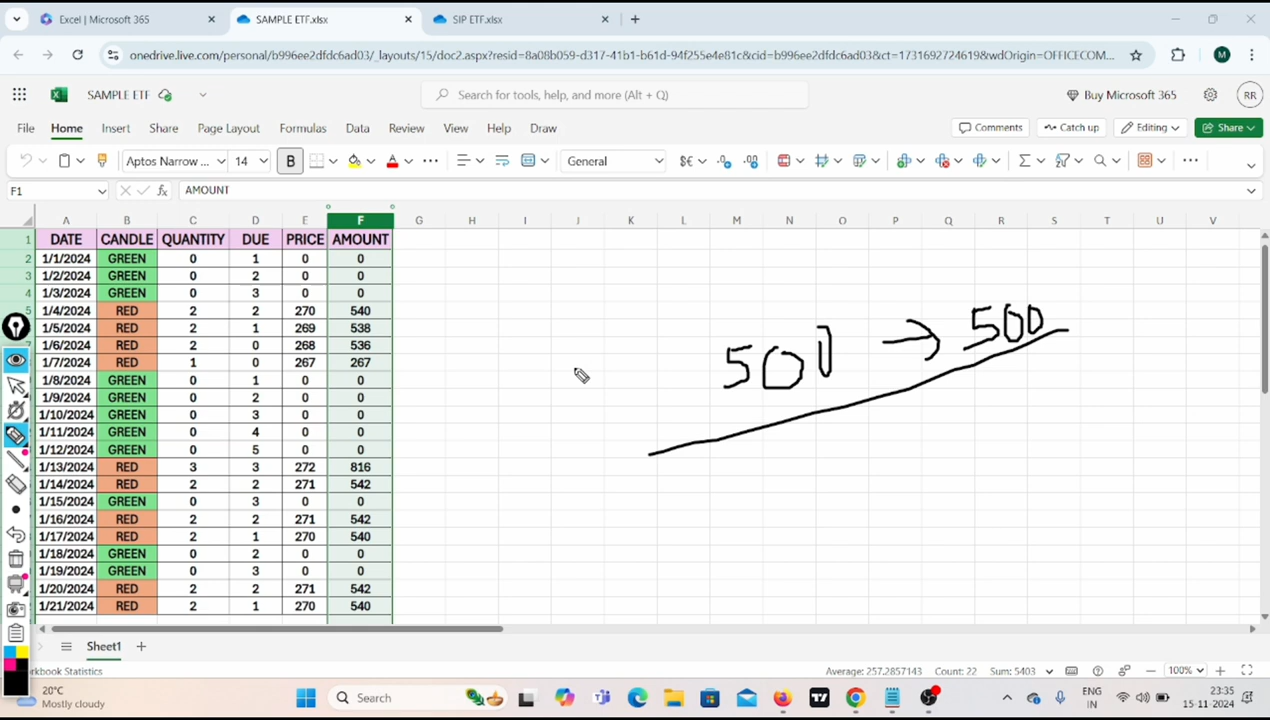 Excel | Microsoft 365
SAMPLE ETF.xlsx
SIP ETF.xlsx
onedrive.live.com/personal/b996ee2dfdc6ad03/_layouts/15/doc2.aspx?resid=8a08b059-d317-41b1-b61d-94f255e4e81c&cid=b996ee2dfdc6ad03&ct=1731692724619&wdOrigin=OFFICECOM...
M
SAMPLE ETF
Search for tools, help, and more (Alt + Q)
Buy Microsoft 365
RR
File Home Insert Share Page Layout Formulas Data Review View Help Draw
Comments Catch up Editing Share
Aptos Narrow ... 14 B General
F1 fx AMOUNT
A B C D E F G H I J K L M N O P Q R S T U V
1 DATE CANDLE QUANTITY DUE PRICE AMOUNT
2 1/1/2024 GREEN 0 1 0 0
3 1/2/2024 GREEN 0 2 0 0
4 1/3/2024 GREEN 0 3 0 0
5 1/4/2024 RED 2 2 270 540
1/5/2024 RED 2 1 269 538
1/6/2024 RED 2 0 268 536
1/7/2024 RED 1 0 267 267
1/8/2024 GREEN 0 1 0 0
1/9/2024 GREEN 0 2 0 0
1/10/2024 GREEN 0 3 0 0
1/11/2024 GREEN 0 4 0 0
1/12/2024 GREEN 0 5 0 0
1/13/2024 RED 3 3 272 816
1/14/2024 RED 2 2 271 542
1/15/2024 GREEN 0 3 0 0
1/16/2024 RED 2 2 271 542
1/17/2024 RED 2 1 270 540
1/18/2024 GREEN 0 2 0 0
1/19/2024 GREEN 0 3 0 0
1/20/2024 RED 2 2 271 542
1/21/2024 RED 2 1 270 540
500 → 500
Sheet1
kbook Statistics
Average: 257.2857143 Count: 22 Sum: 5403
100%
20°C
Mostly cloudy
Search
ENG
IN
23:35
15-11-2024